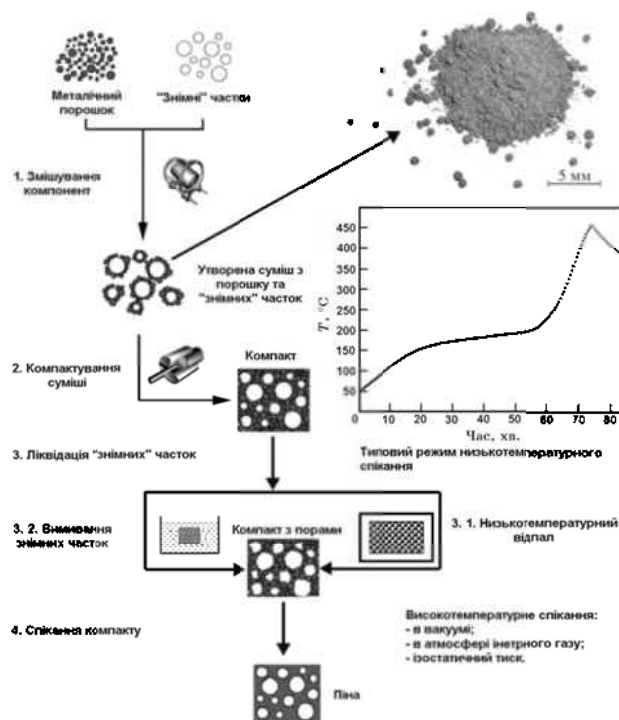 Металічний
порошок
"Знімні" частки
1. Змішування
компонент
5 мм
Утворена суміш з
порошку та
"знімних" часток
2. Компактування
суміші
Компакт
T, °C
450
400
350
300
250
200
150
100
50
0 10 20 30 40 50 60 70 80
Час, хв.
Типовий режим низькотемпературного
спікання
3. Ліквідація "знімних" часток
3. 2. Вимивання
знімних часток
Компакт з порами
3. 1. Низькотемпературний
відпал
4. Спікання компакту
Високотемпературне спікання:
- в вакуумі;
- в атмосфері інетрного газу;
- ізостатичний тиск.
Піна